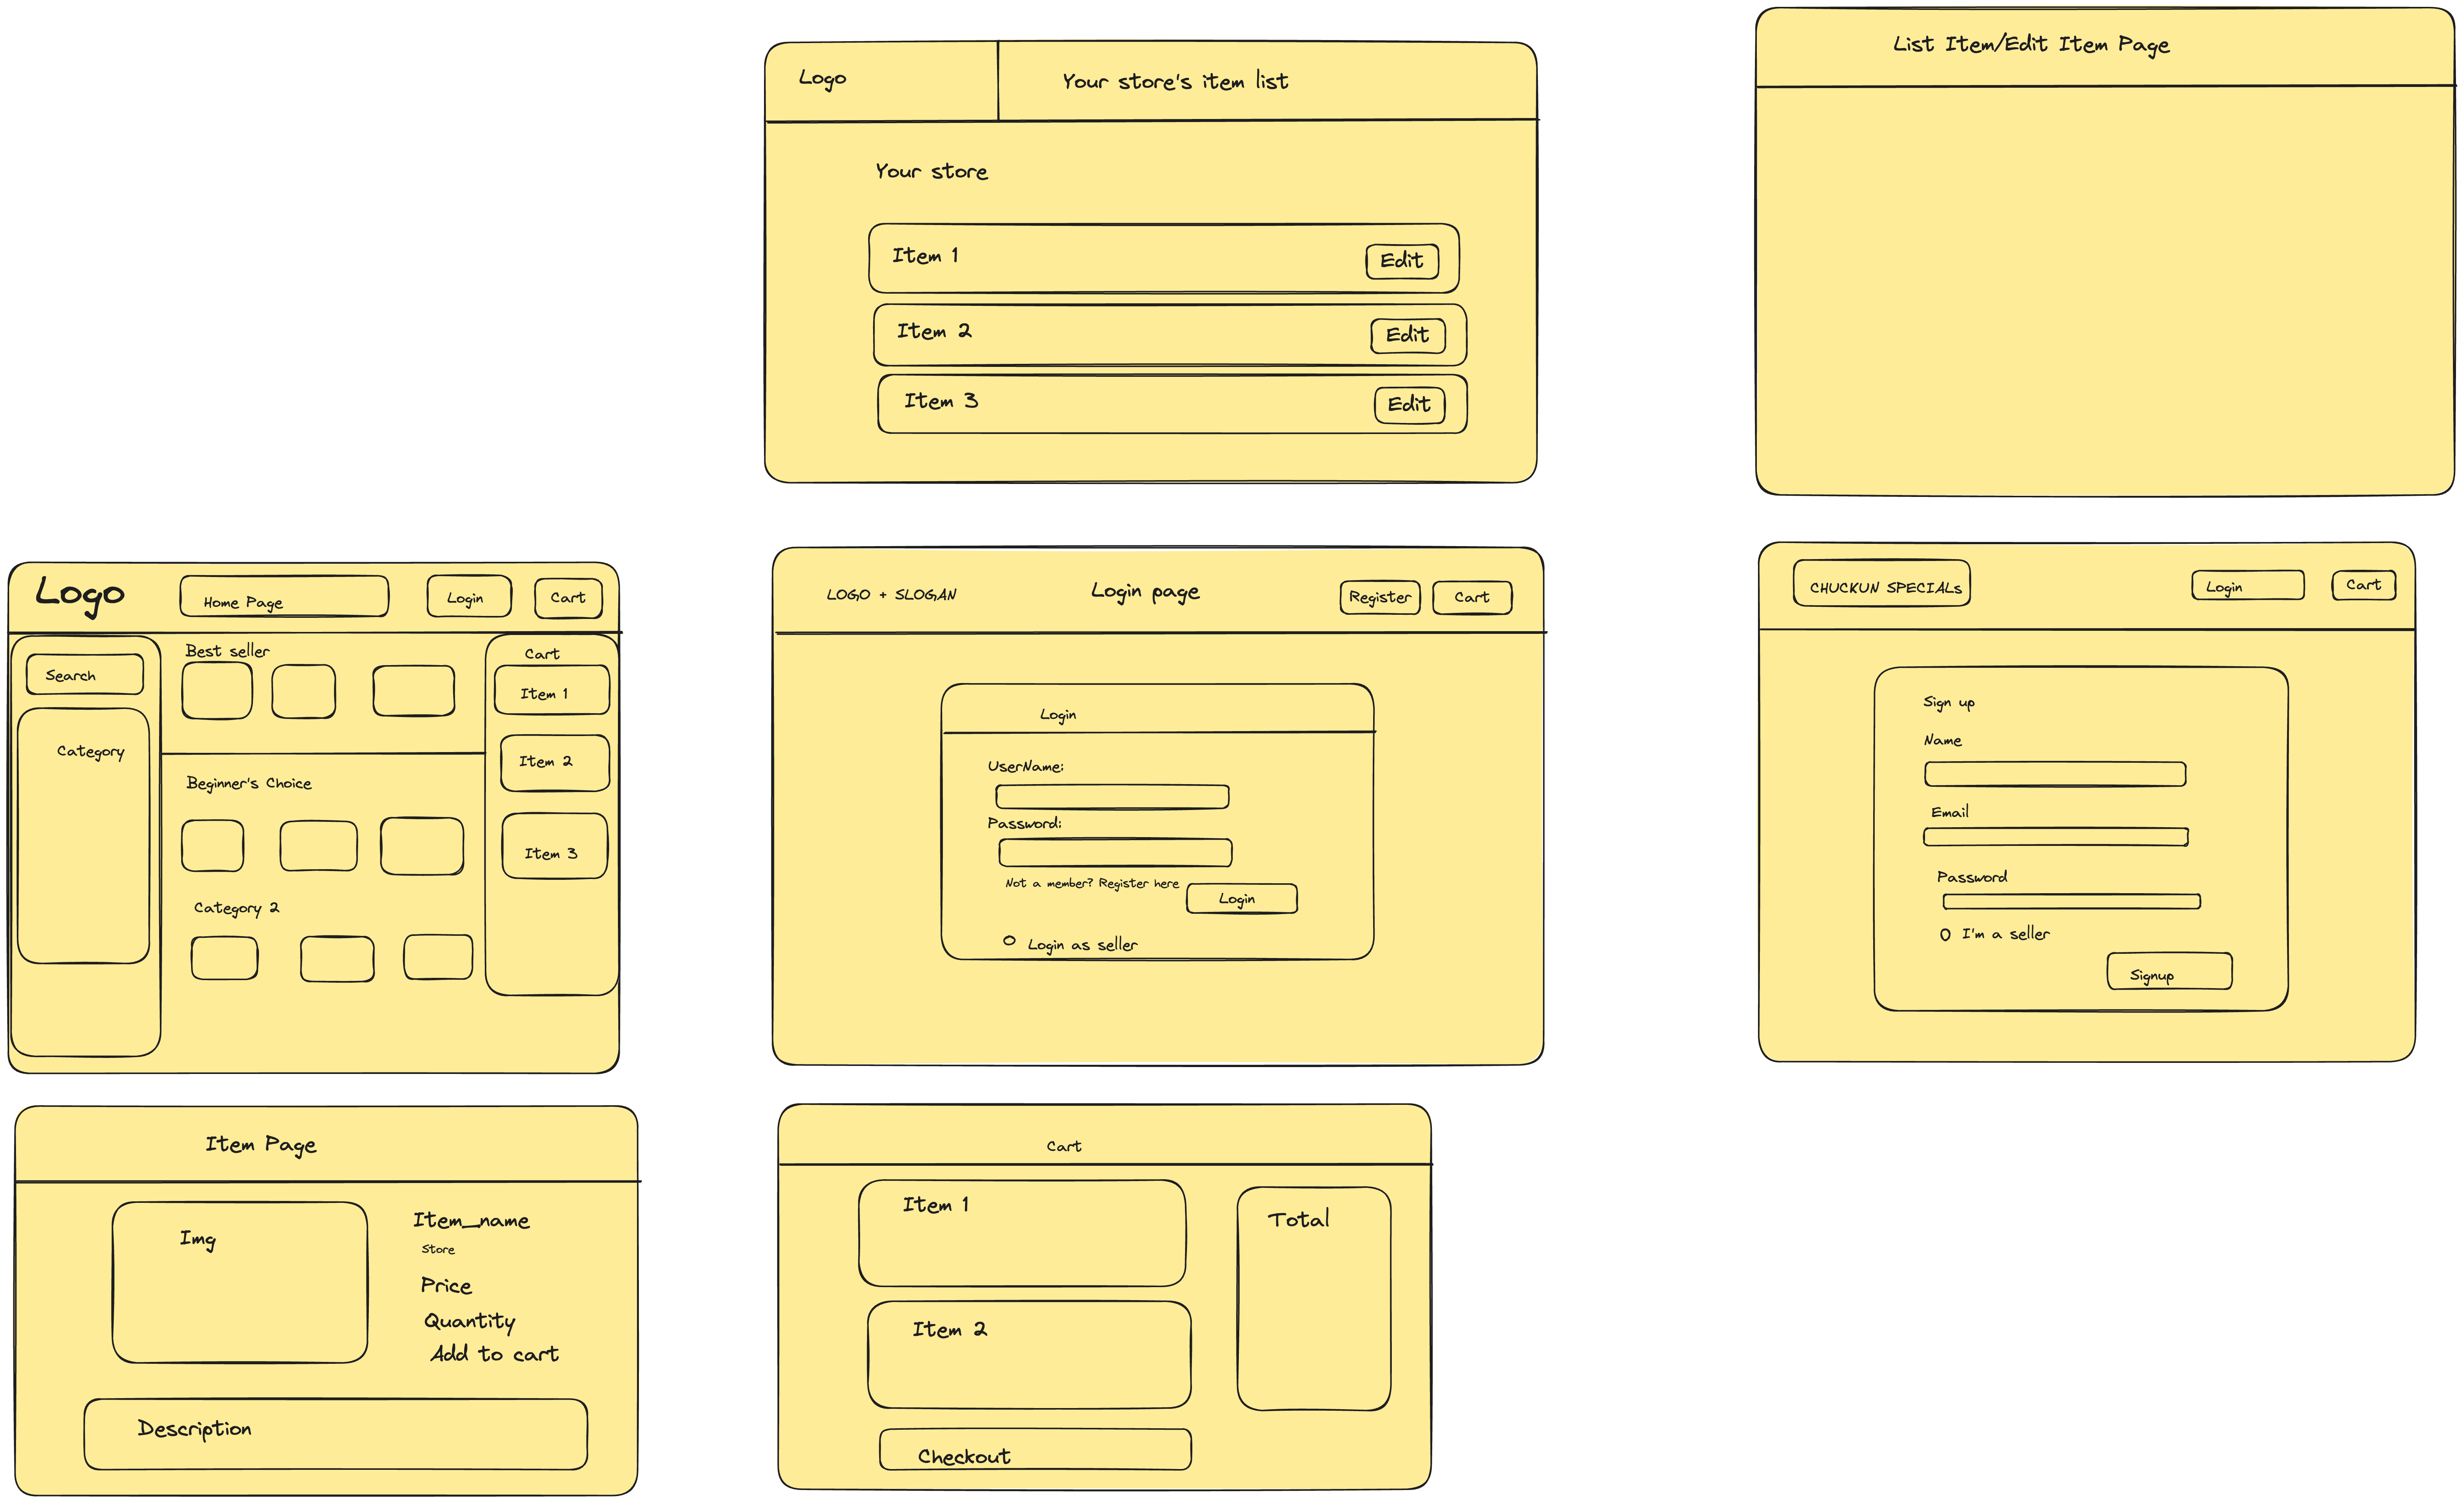 Logo
Your store's item list
Your store
Item 1
Edit
Item 2
Edit
Item 3
Edit
List Item/Edit Item Page
Logo
Home Page
Login
Cart
Search
Category
Best seller
Beginner's Choice
Category 2
Cart
Item 1
Item 2
Item 3
LOGO + SLOGAN
Login page
Register
Cart
Login
UserName:
Password:
Not a member? Register here
Login
Login as seller
CHUCKUN SPECIALs
Login
Cart
Sign up
Name
Email
Password
I'm a seller
Signup
Item Page
Img
Item_name
Store
Price
Quantity
Add to cart
Description
Cart
Item 1
Item 2
Checkout
Total